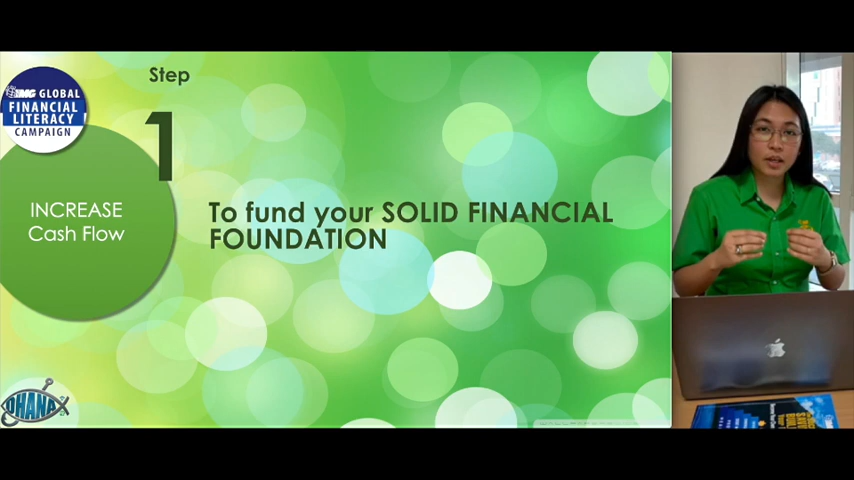 Step
1
IMG GLOBAL
FINANCIAL
LITERACY
CAMPAIGN
INCREASE
Cash Flow
To fund your SOLID FINANCIAL
FOUNDATION
OHANA